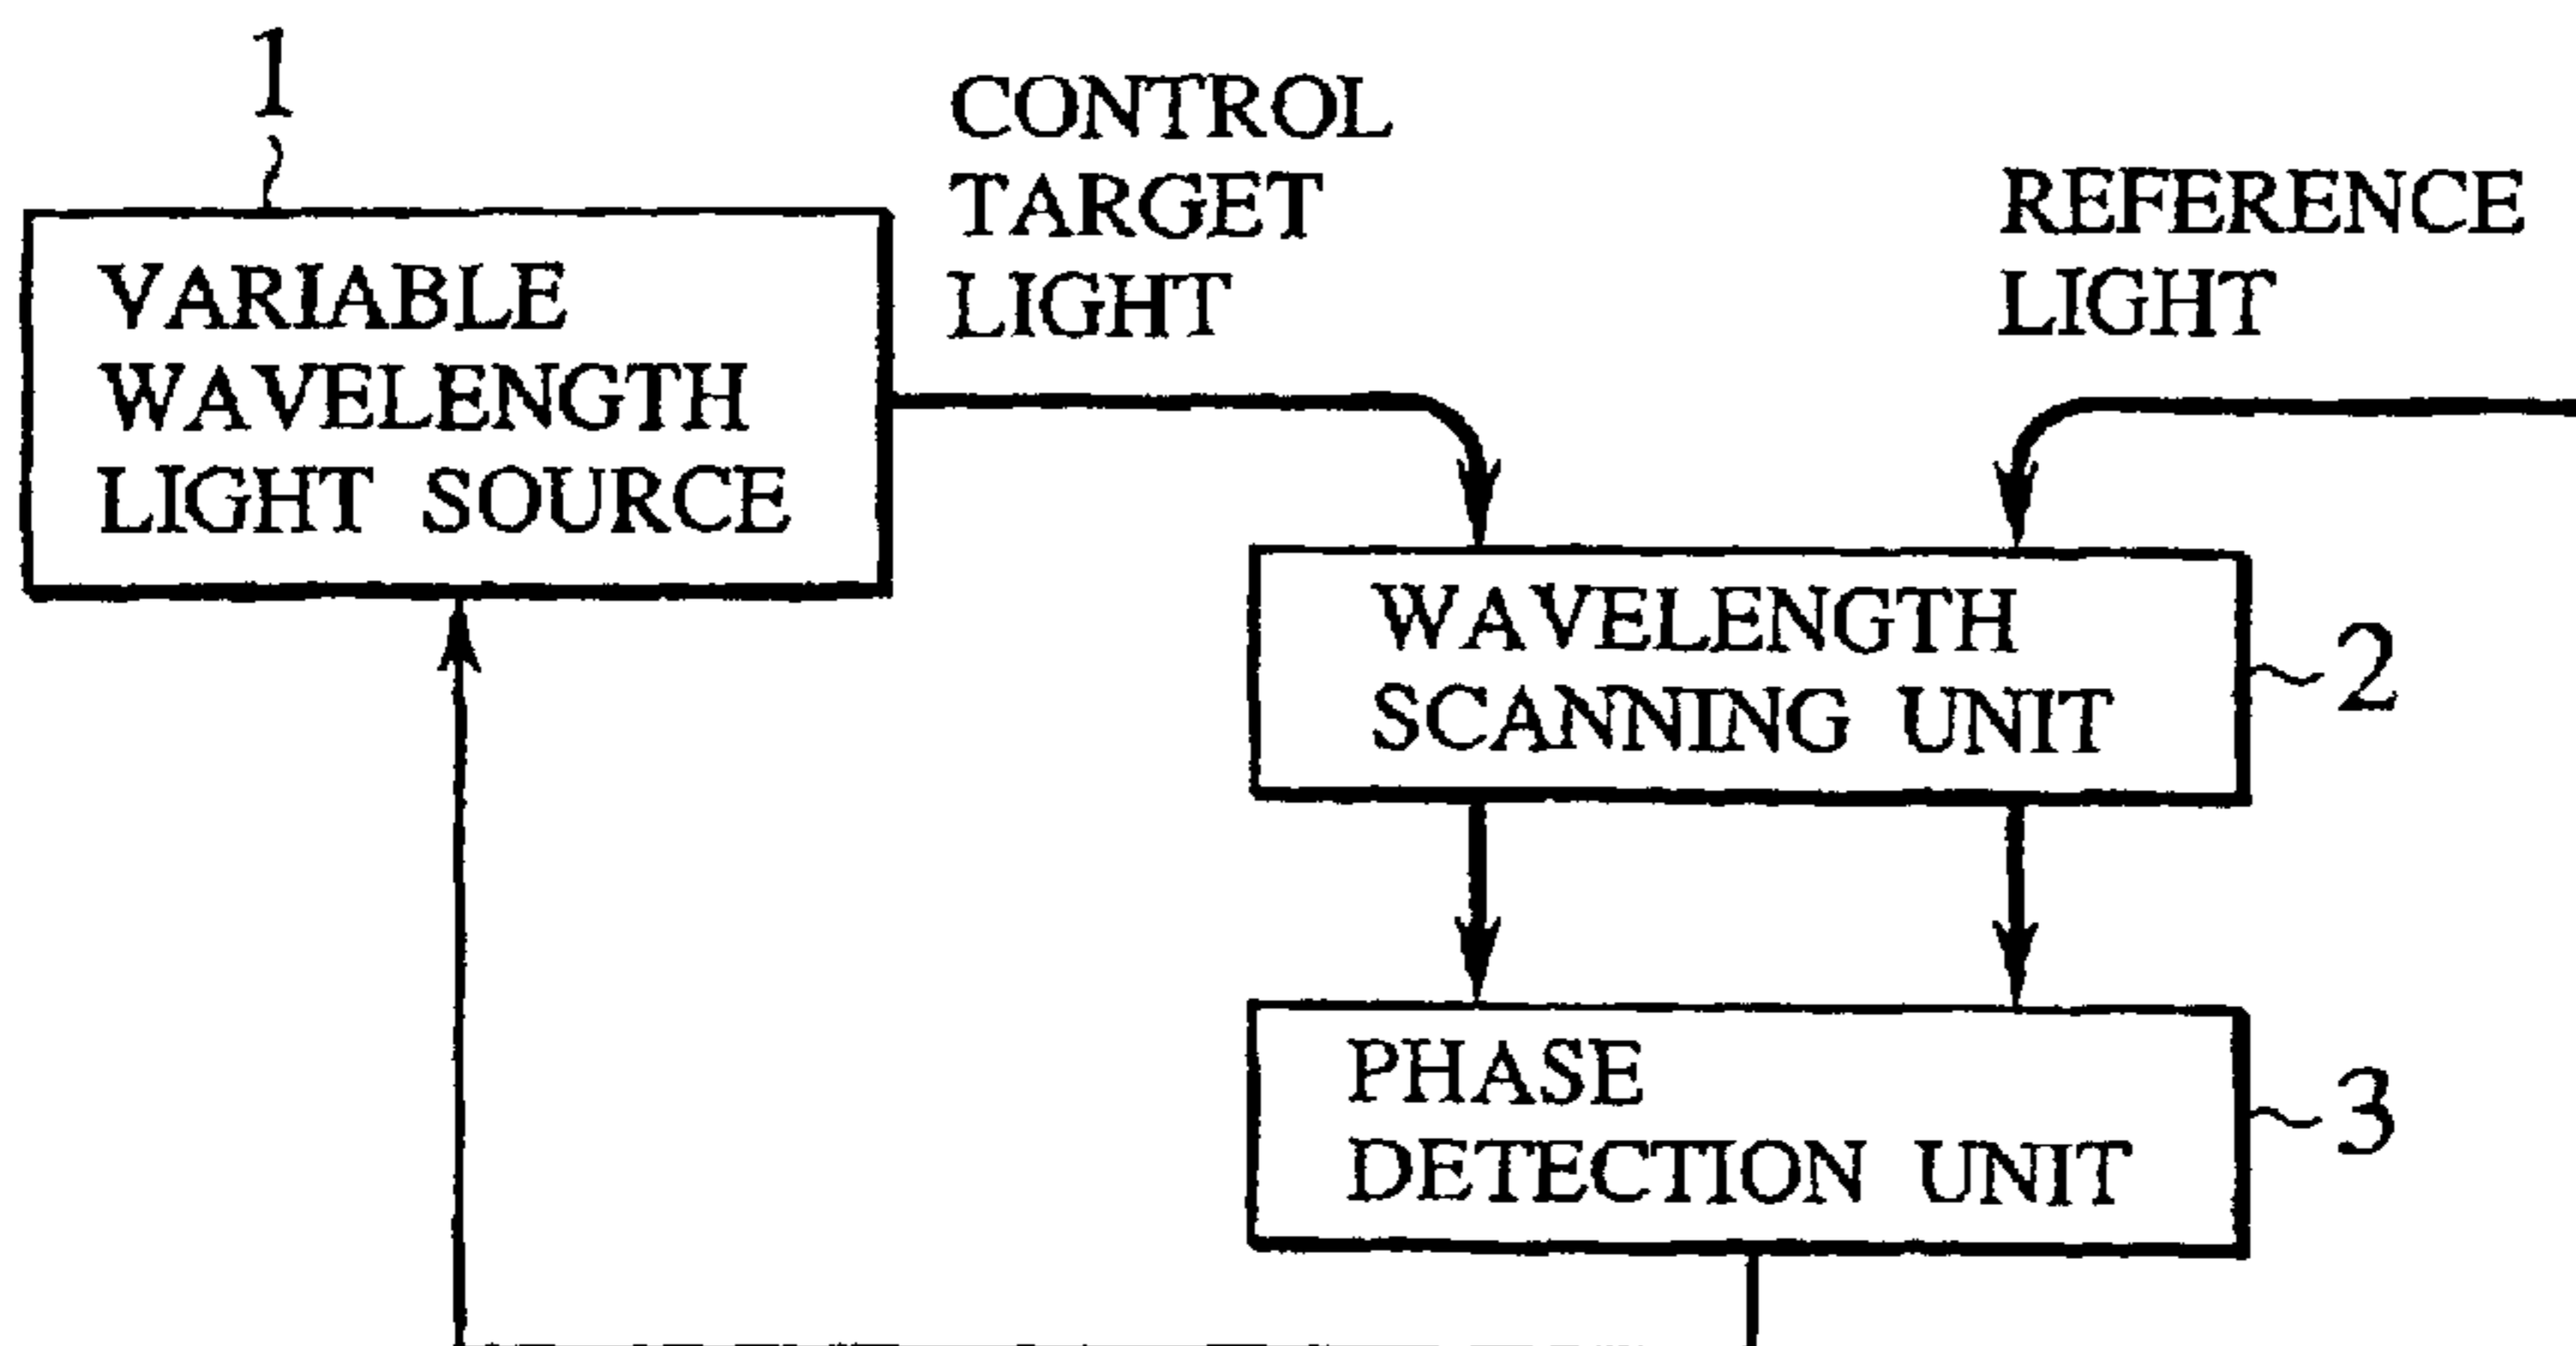 1
CONTROL
TARGET
LIGHT
REFERENCE
LIGHT
VARIABLE
WAVELENGTH
LIGHT SOURCE
WAVELENGTH
SCANNING UNIT
2
PHASE
DETECTION UNIT
3